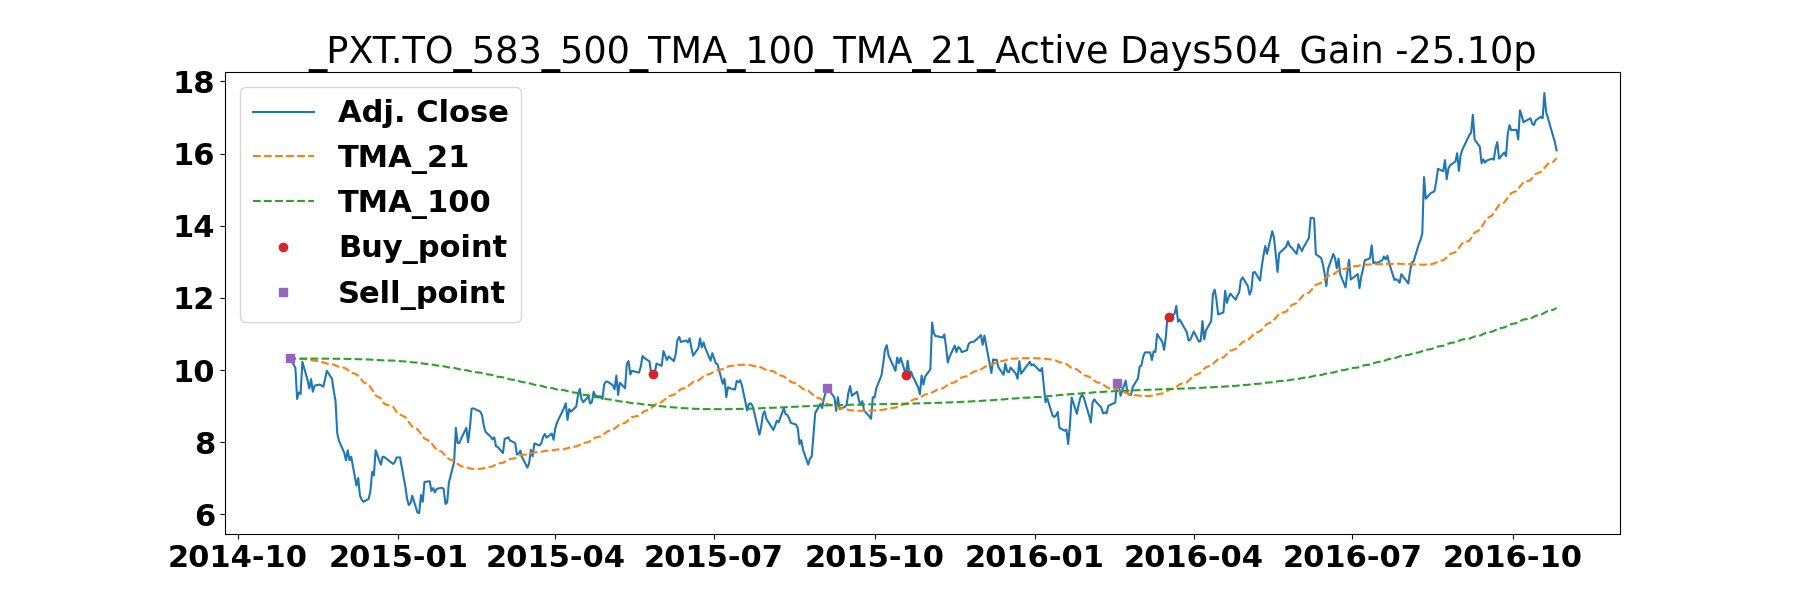 _PXT.TO_583_500_TMA_100_TMA_21_Active Days504_Gain -25.10p
18
16
14
12
10
8
6
Adj. Close
TMA_21
TMA_100
Buy_point
Sell_point
2014-10 2015-01 2015-04 2015-07 2015-10 2016-01 2016-04 2016-07 2016-10